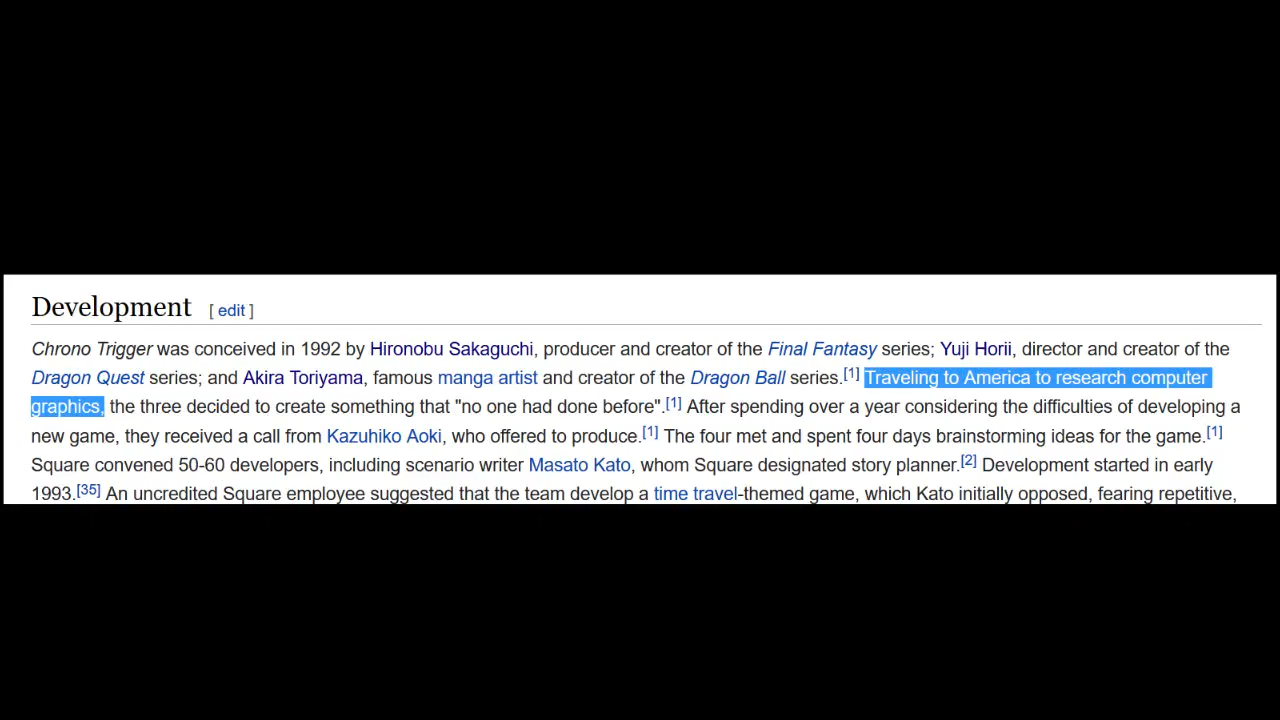 Development [ edit ]
Chrono Trigger was conceived in 1992 by Hironobu Sakaguchi, producer and creator of the Final Fantasy series; Yuji Horii, director and creator of the
Dragon Quest series; and Akira Toriyama, famous manga artist and creator of the Dragon Ball series.[1] Traveling to America to research computer
graphics, the three decided to create something that "no one had done before".[1] After spending over a year considering the difficulties of developing a
new game, they received a call from Kazuhiko Aoki, who offered to produce.[1] The four met and spent four days brainstorming ideas for the game.[1]
Square convened 50-60 developers, including scenario writer Masato Kato, whom Square designated story planner.[2] Development started in early
1993.[35] An uncredited Square employee suggested that the team develop a time travel-themed game, which Kato initially opposed, fearing repetitive,